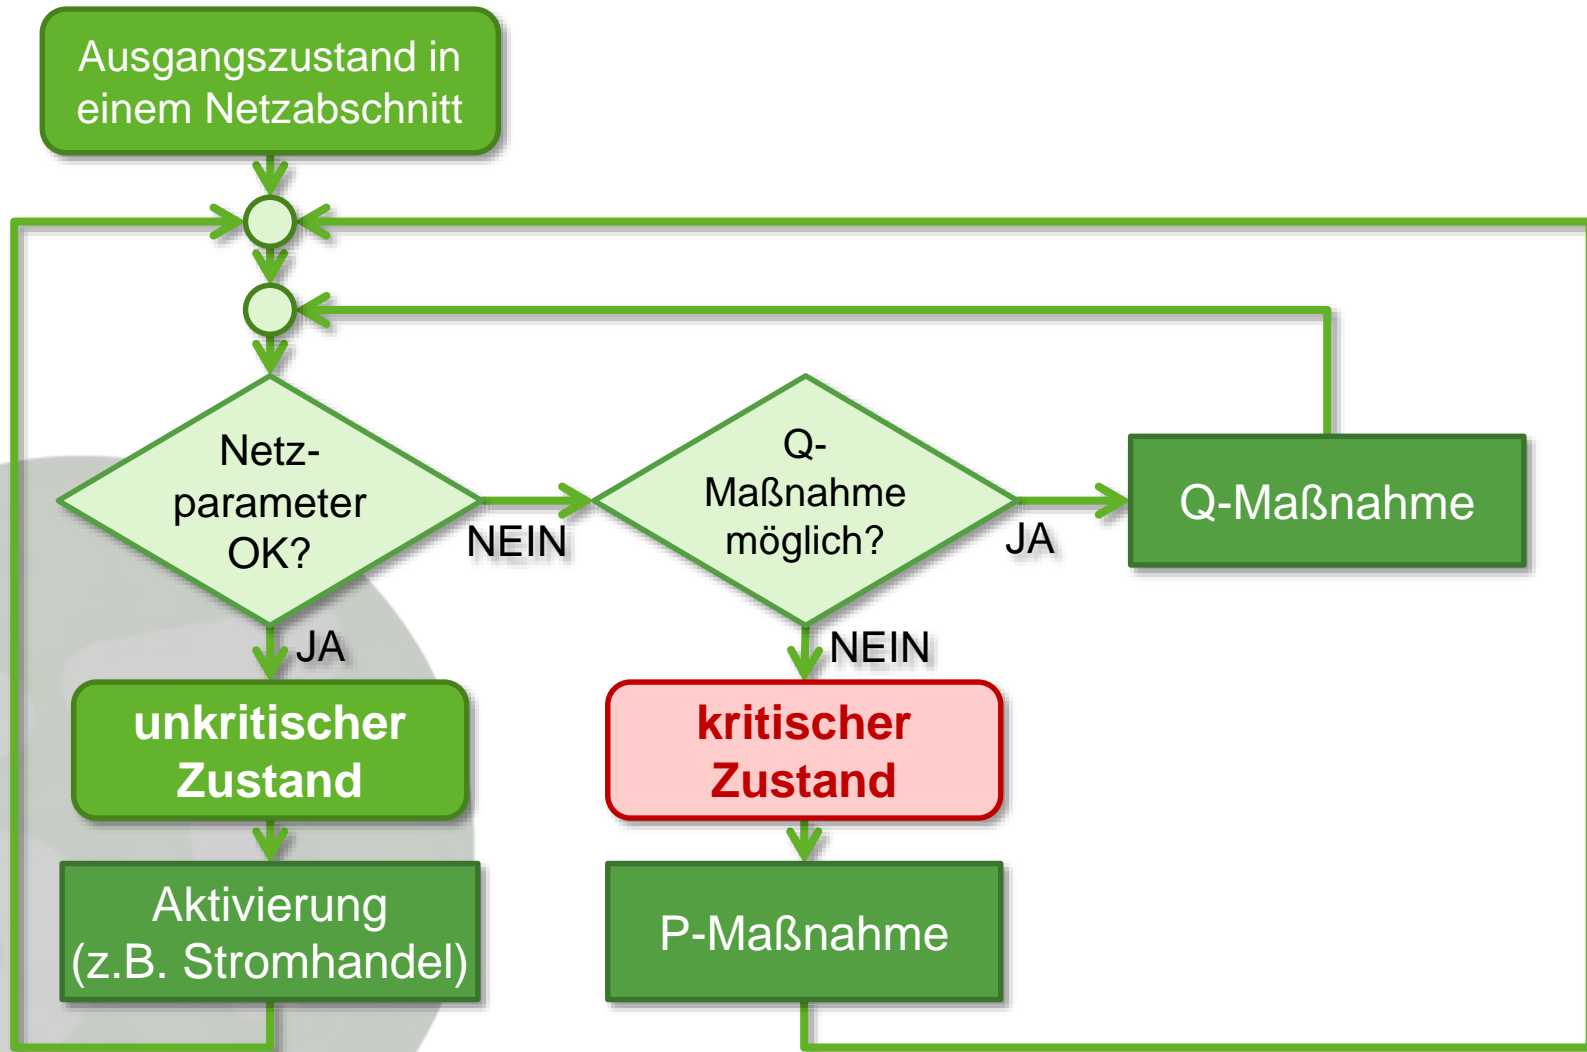 Ausgangszustand in
einem Netzabschnitt
Netz-
parameter
OK?
NEIN
Q-
Maßnahme
möglich?
JA
Q-Maßnahme
JA
NEIN
unkritischer
Zustand
kritischer
Zustand
Aktivierung
(z.B. Stromhandel)
P-Maßnahme